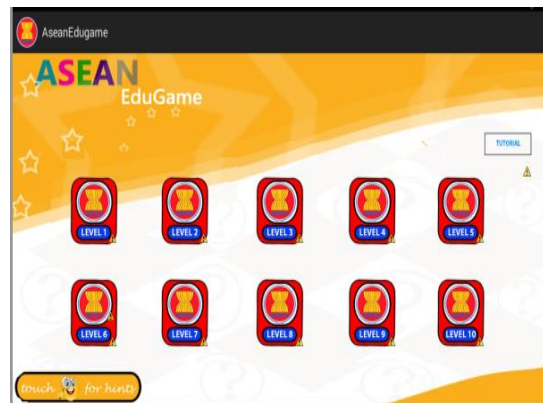 AseanEdugame
ASEAN
EduGame
TUTORIAL
LEVEL 1
LEVEL 2
LEVEL 3
LEVEL 4
LEVEL 5
LEVEL 6
LEVEL 7
LEVEL 8
LEVEL 9
LEVEL 10
touch for hunts